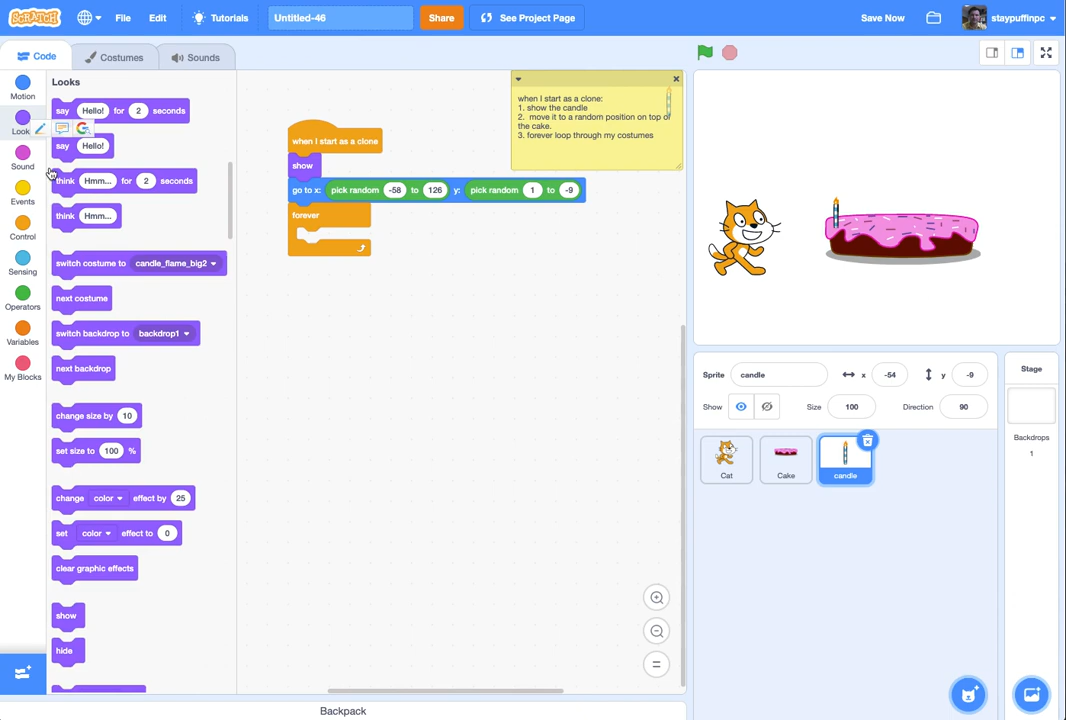 SCRATCH File Edit Tutorials Untitled-46 Share See Project Page Save Now staypuffinpc
Code Costumes Sounds
Motion
Looks
Sound
Events
Control
Sensing
Operators
Variables
My Blocks
Looks
say Hello! for 2 seconds
say Hello!
think Hmm... for 2 seconds
think Hmm...
switch costume to candle_flame_big2
next costume
switch backdrop to backdrop1
next backdrop
change size by 10
set size to 100 %
change color effect by 25
set color effect to 0
clear graphic effects
show
hide
when I start as a clone
show
go to x: pick random -58 to 126 y: pick random 1 to -9
forever
when I start as a clone:
1. show the candle
2. move it to a random position on top of
the cake.
3. forever loop through my costumes
Sprite candle x -54 y -9
Show Size 100 Direction 90
Cat Cake candle
Stage
Backdrops
1
Backpack